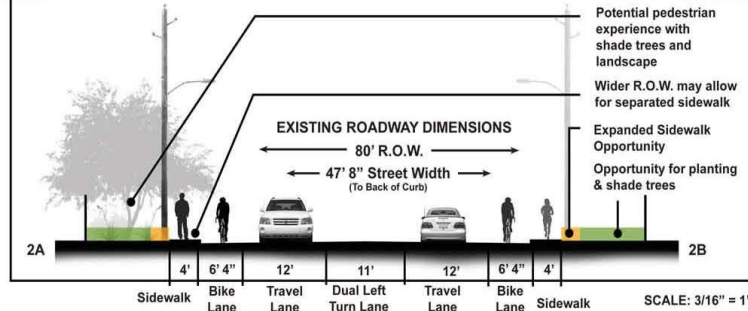 Potential pedestrian
experience with
shade trees and
landscape
Wider R.O.W. may allow
for separated sidewalk
EXISTING ROADWAY DIMENSIONS
80' R.O.W.
47' 8" Street Width
(To Back of Curb)
Expanded Sidewalk
Opportunity
Opportunity for planting
& shade trees
2A
2B
4' 6' 4" 12' 11' 12' 6' 4" 4'
Sidewalk
Bike
Lane
Travel
Lane
Dual Left
Turn Lane
Travel
Lane
Bike
Lane
Sidewalk
SCALE: 3/16" = 1'